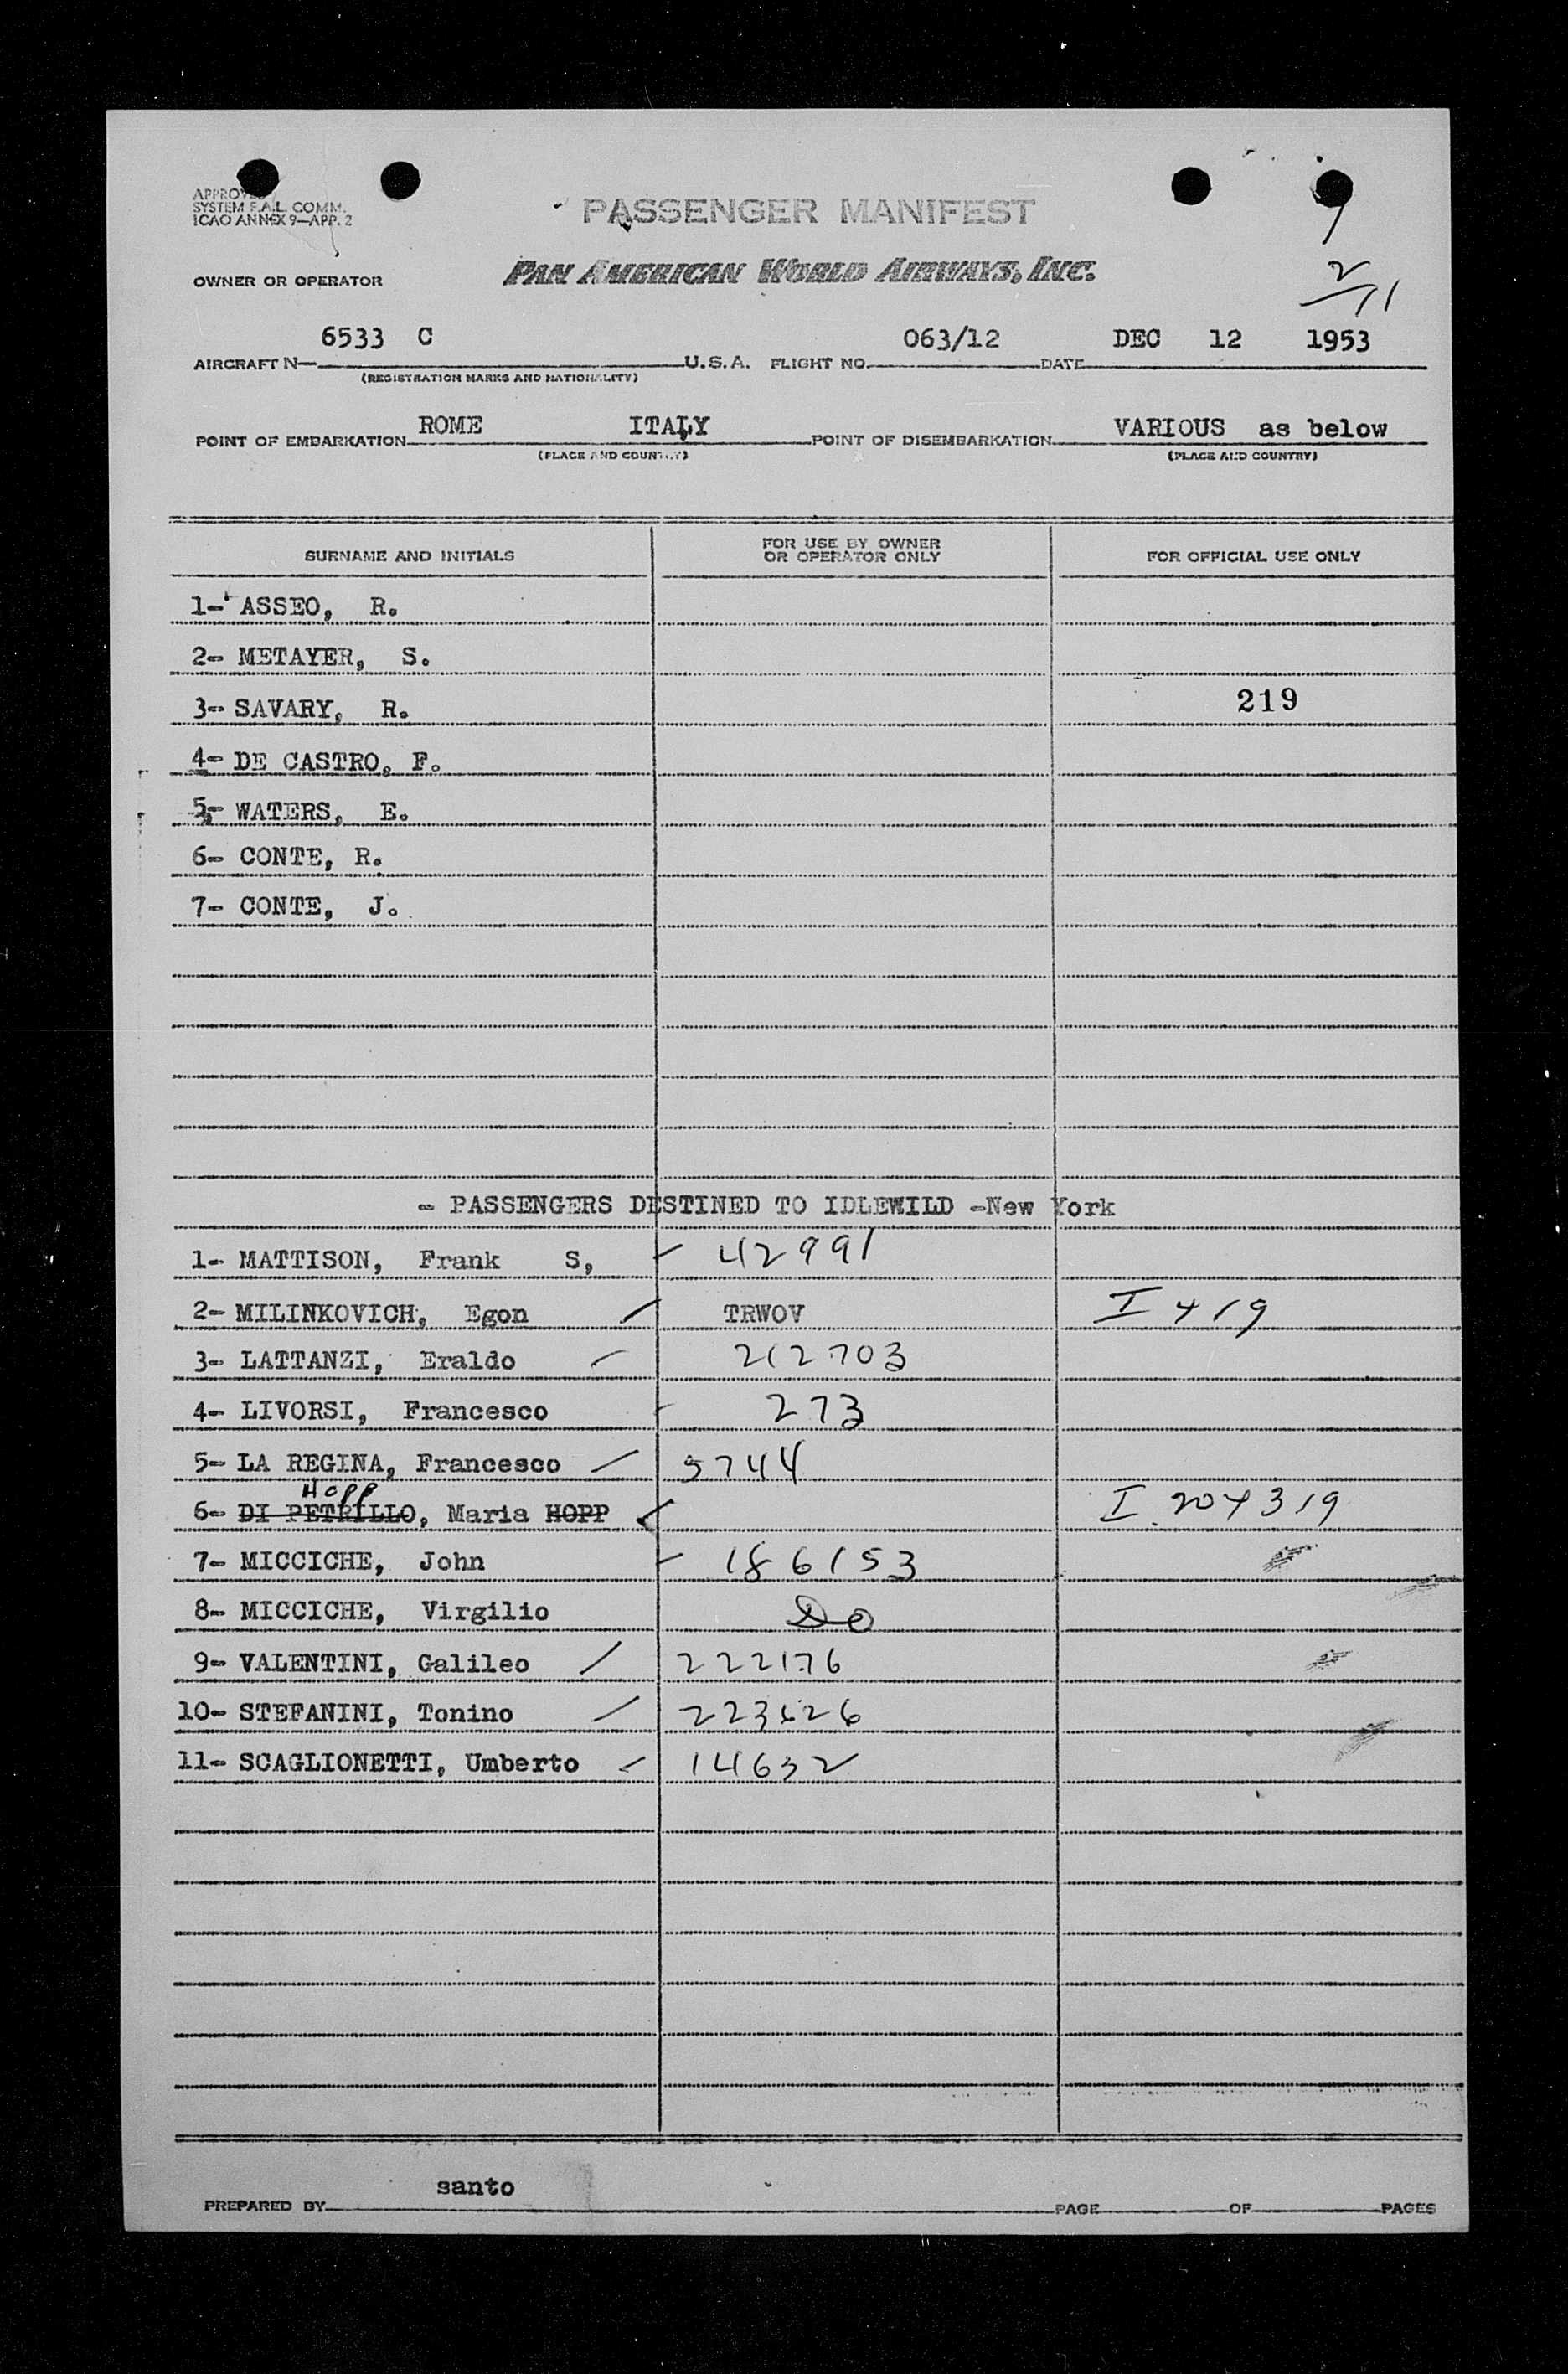 APPROVED
SYSTEM F.A.L. COMM.
ICAO ANNEX 9—APP. 2
PASSENGER MANIFEST
OWNER OR OPERATOR PAN AMERICAN WORLD AIRWAYS, INC.
2/11
AIRCRAFT N— 6533 C U.S.A. FLIGHT NO. 063/12 DATE DEC 12 1953
(REGISTRATION MARKS AND NATIONALITY)
POINT OF EMBARKATION ROME ITALY POINT OF DISEMBARKATION VARIOUS as below
(PLACE AND COUNTRY) (PLACE AND COUNTRY)
SURNAME AND INITIALS FOR USE BY OWNER OR OPERATOR ONLY FOR OFFICIAL USE ONLY
1- ASSEO, R.
2- METAYER, S.
3- SAVARY, R. 219
4- DE CASTRO, F.
5- WATERS, E.
6- CONTE, R.
7- CONTE, J.
- PASSENGERS DESTINED TO IDLEWILD -New York
1- MATTISON, Frank S, 42991
2- MILINKOVICH, Egon TRWOV I 419
3- LATTANZI, Eraldo 212703
4- LIVORSI, Francesco 273
5- LA REGINA, Francesco 5744
Hopp
6- DI PETRILLO, Maria HOPP I 204319
7- MICCICHE, John 186153
8- MICCICHE, Virgilio Do
9- VALENTINI, Galileo 222176
10- STEFANINI, Tonino
11- SCAGLIONETTI, Umberto 14632
PREPARED BY santo PAGE OF PAGES